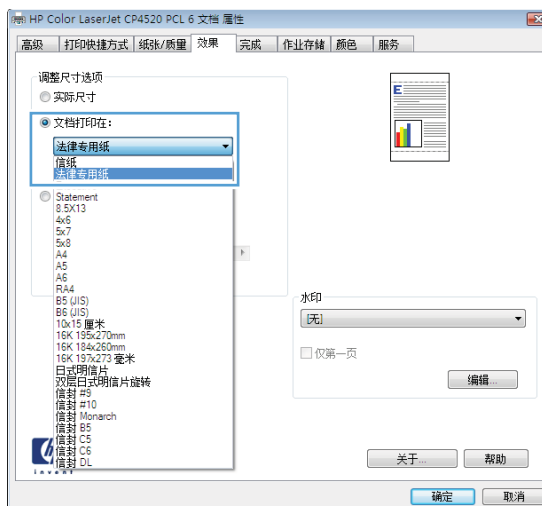 HP Color LaserJet CP4520 PCL 6 文档 属性
高级 打印快捷方式 纸张/质量 效果 完成 作业存储 颜色 服务
调整尺寸选项
实际尺寸
文档打印在:
法律专用纸
信纸
法律专用纸
Statement
8.5X13
4x6
5x7
5x8
A4
A5
A6
RA4
B5 (JIS)
B6 (JIS)
10x15 厘米
16K 195x270mm
16K 184x260mm
16K 197x273 毫米
日式明信片
双层日式明信片旋转
信封 #9
信封 #10
信封 Monarch
信封 B5
信封 C5
信封 C6
信封 DL
E
水印
[无]
仅第一页
编辑...
invent
关于...
帮助
确定
取消